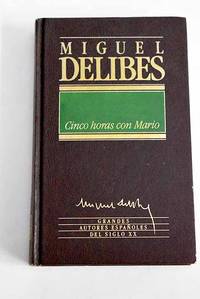 MIGUEL
DELIBES
Cinco horas con Mario
GRANDES
AUTORES ESPAÑOLES
DEL SIGLO XX